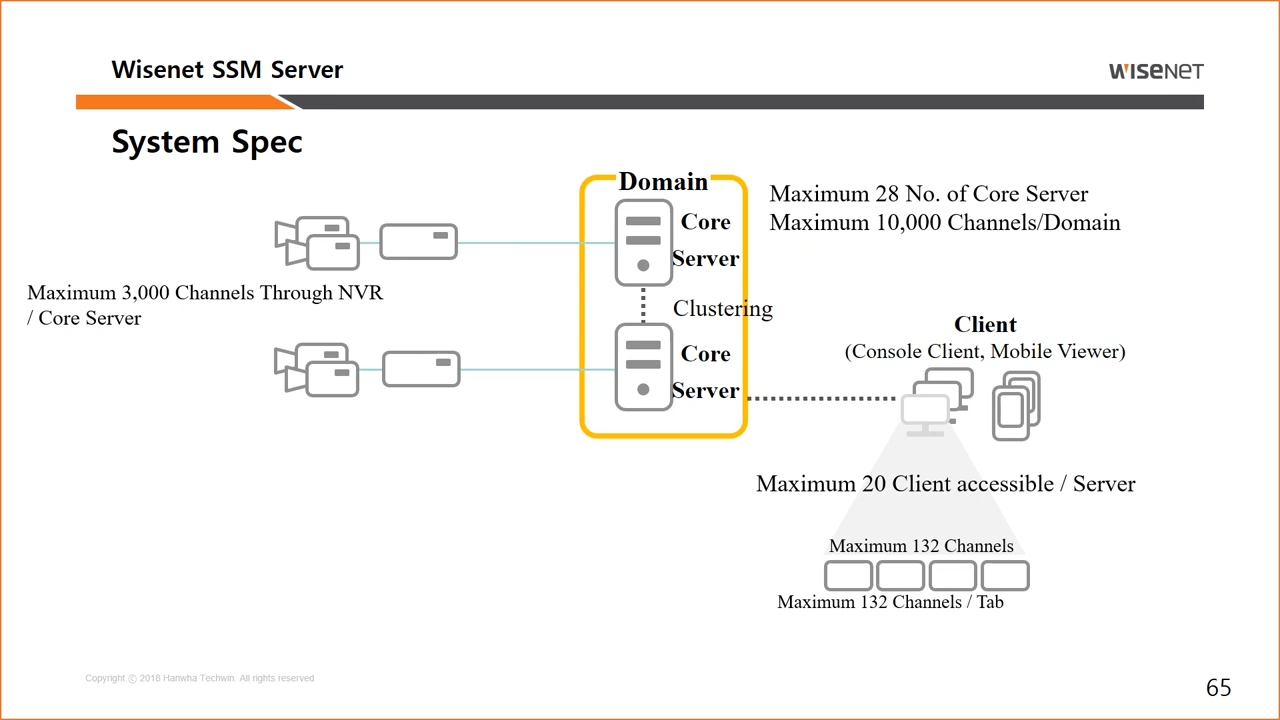 Wisenet SSM Server
WISENET
System Spec
Domain
Core
Server
Maximum 28 No. of Core Server
Maximum 10,000 Channels/Domain
Maximum 3,000 Channels Through NVR
/ Core Server
Clustering
Core
Server
Client
(Console Client, Mobile Viewer)
Maximum 20 Client accessible / Server
Maximum 132 Channels
Maximum 132 Channels / Tab
Copyright ⓒ 2018 Hanwha Techwin. All rights reserved
65